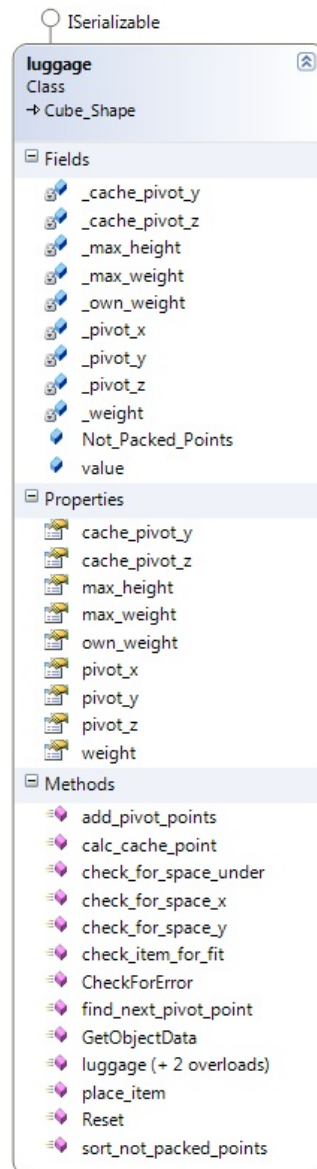 ISerializable
luggage
Class
Cube_Shape
Fields
_cache_pivot_y
_cache_pivot_z
_max_height
_max_weight
_own_weight
_pivot_x
_pivot_y
_pivot_z
_weight
Not_Packed_Points
value
Properties
cache_pivot_y
cache_pivot_z
max_height
max_weight
own_weight
pivot_x
pivot_y
pivot_z
weight
Methods
add_pivot_points
calc_cache_point
check_for_space_under
check_for_space_x
check_for_space_y
check_item_for_fit
CheckForError
find_next_pivot_point
GetObjectData
luggage (+ 2 overloads)
place_item
Reset
sort_not_packed_points